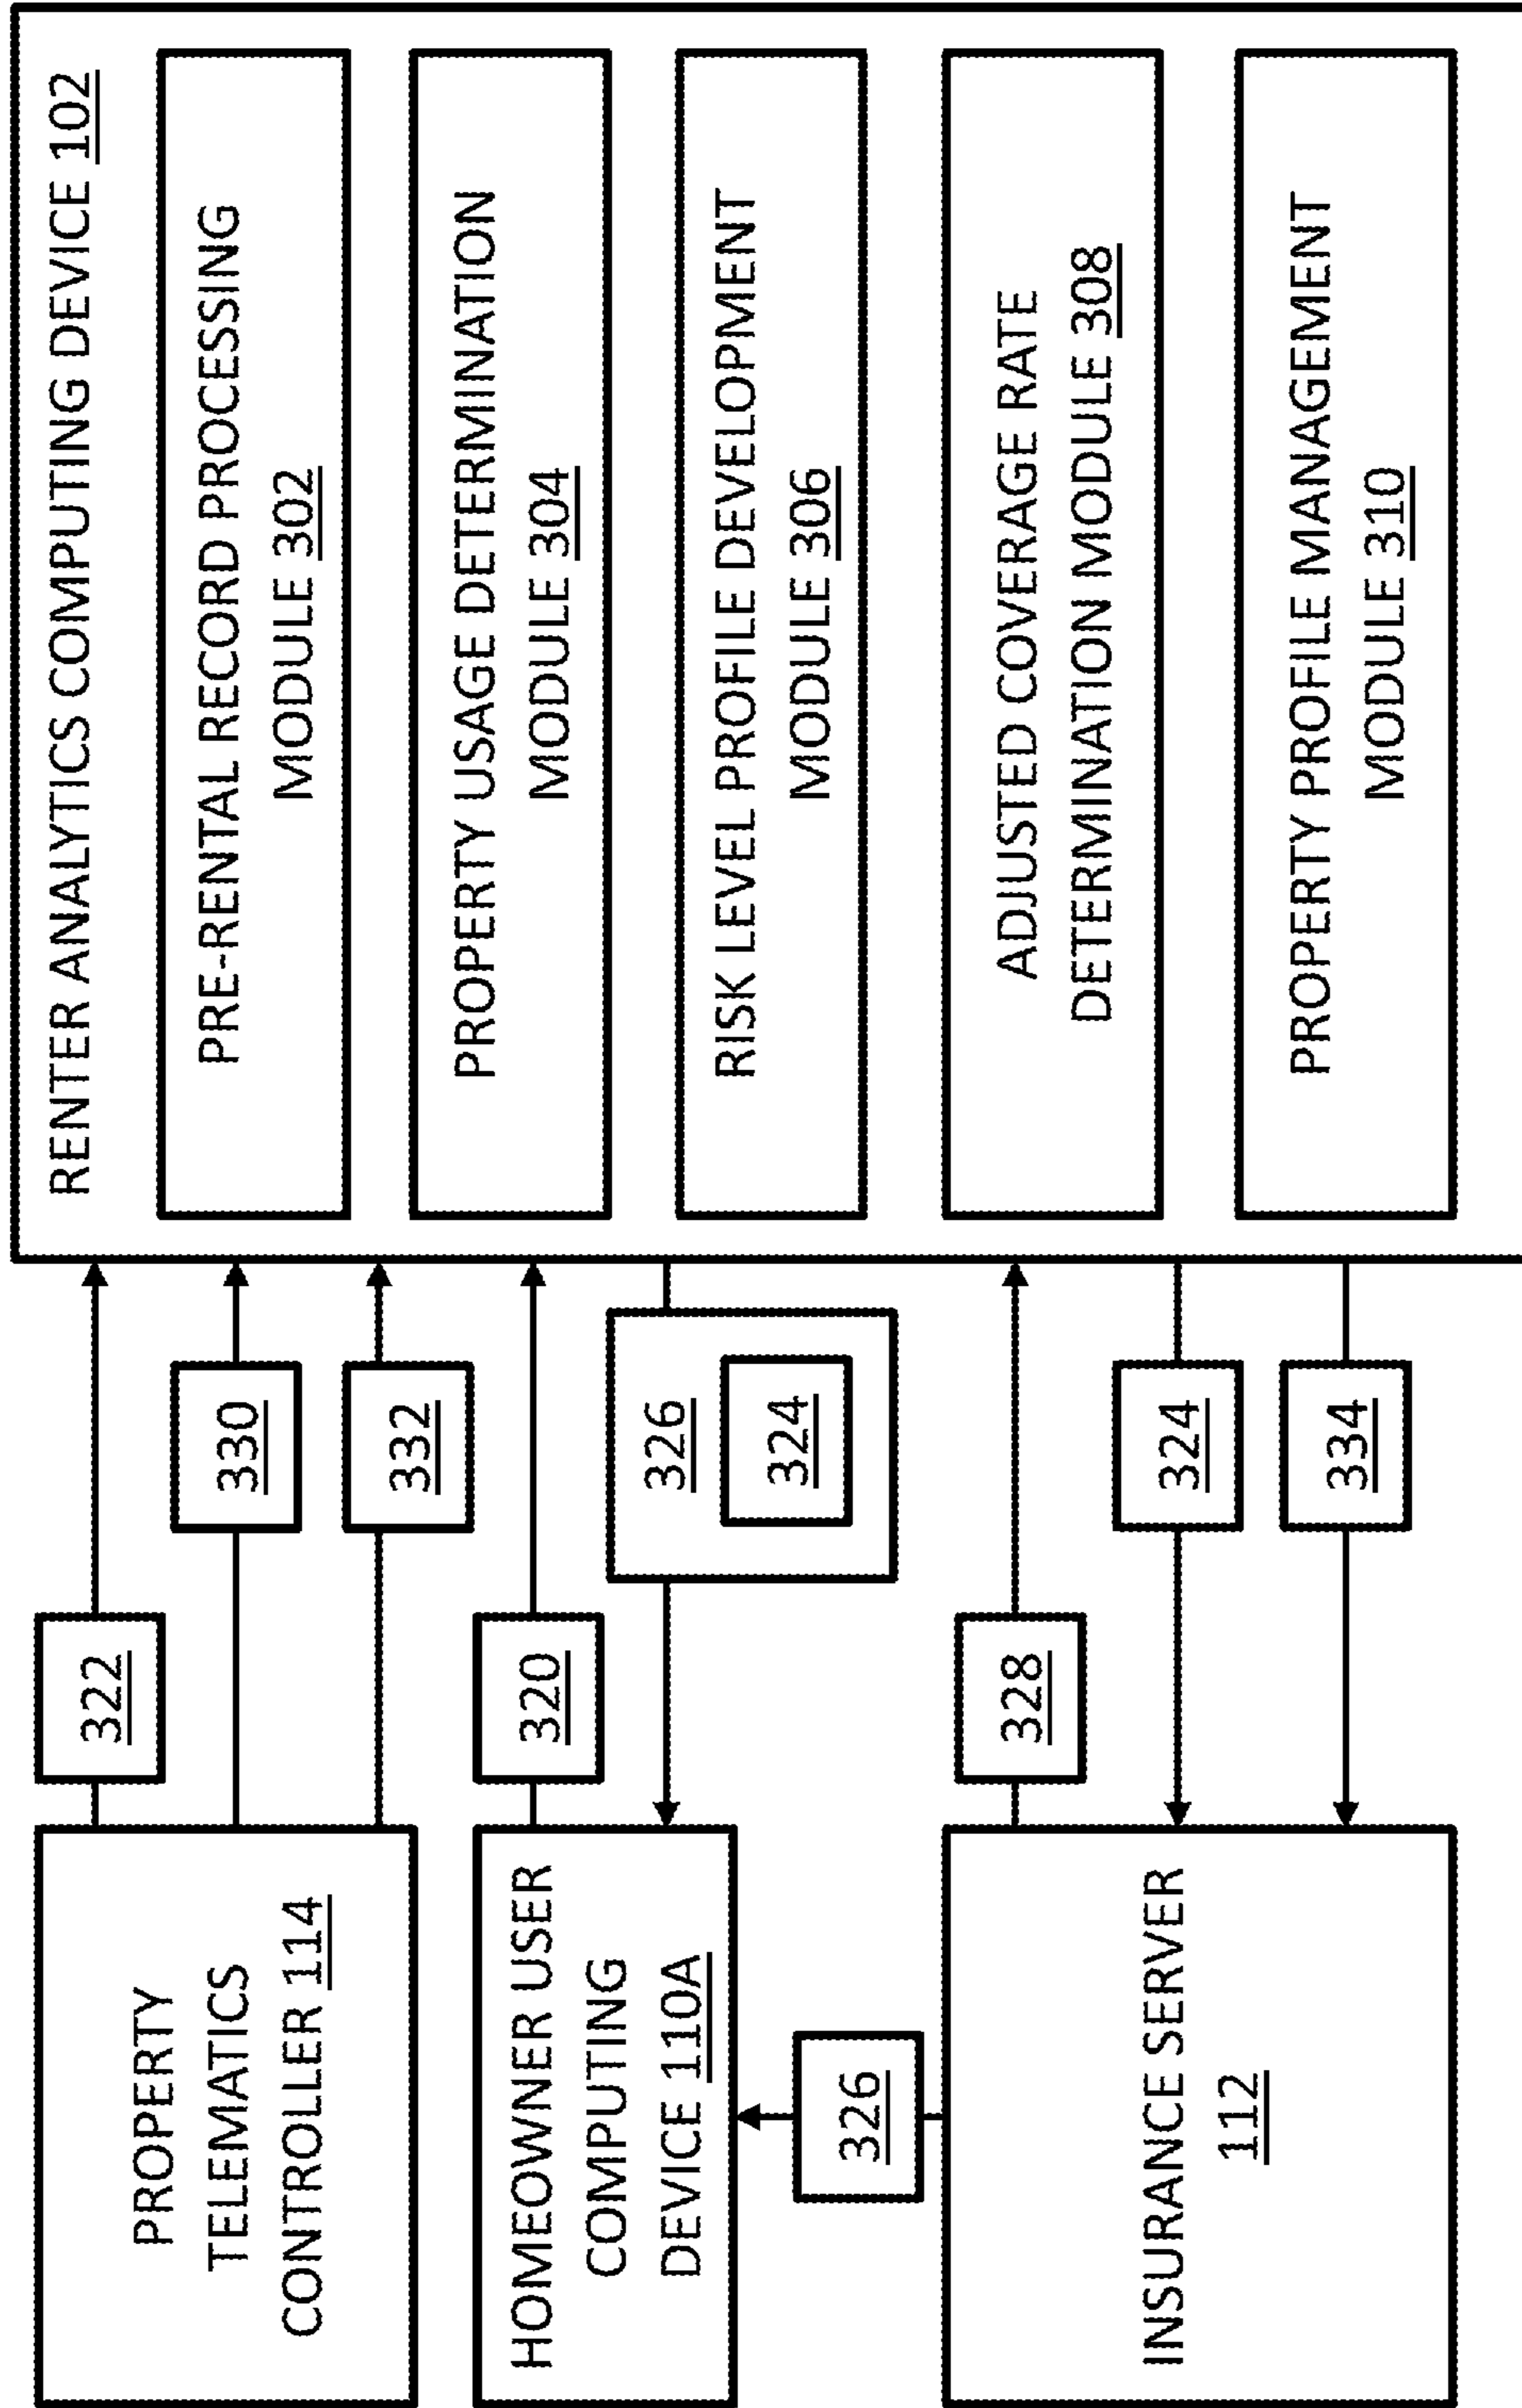 PROPERTY
TELEMATICS
CONTROLLER 114
HOMEOWNER USER
COMPUTING
DEVICE 110A
326
INSURANCE SERVER
112
322
330
332
320
326
324
328
324
334
RENTER ANALYTICS COMPUTING DEVICE 102
PRE-RENTAL RECORD PROCESSING
MODULE 302
PROPERTY USAGE DETERMINATION
MODULE 304
RISK LEVEL PROFILE DEVELOPMENT
MODULE 306
ADJUSTED COVERAGE RATE
DETERMINATION MODULE 308
PROPERTY PROFILE MANAGEMENT
MODULE 310